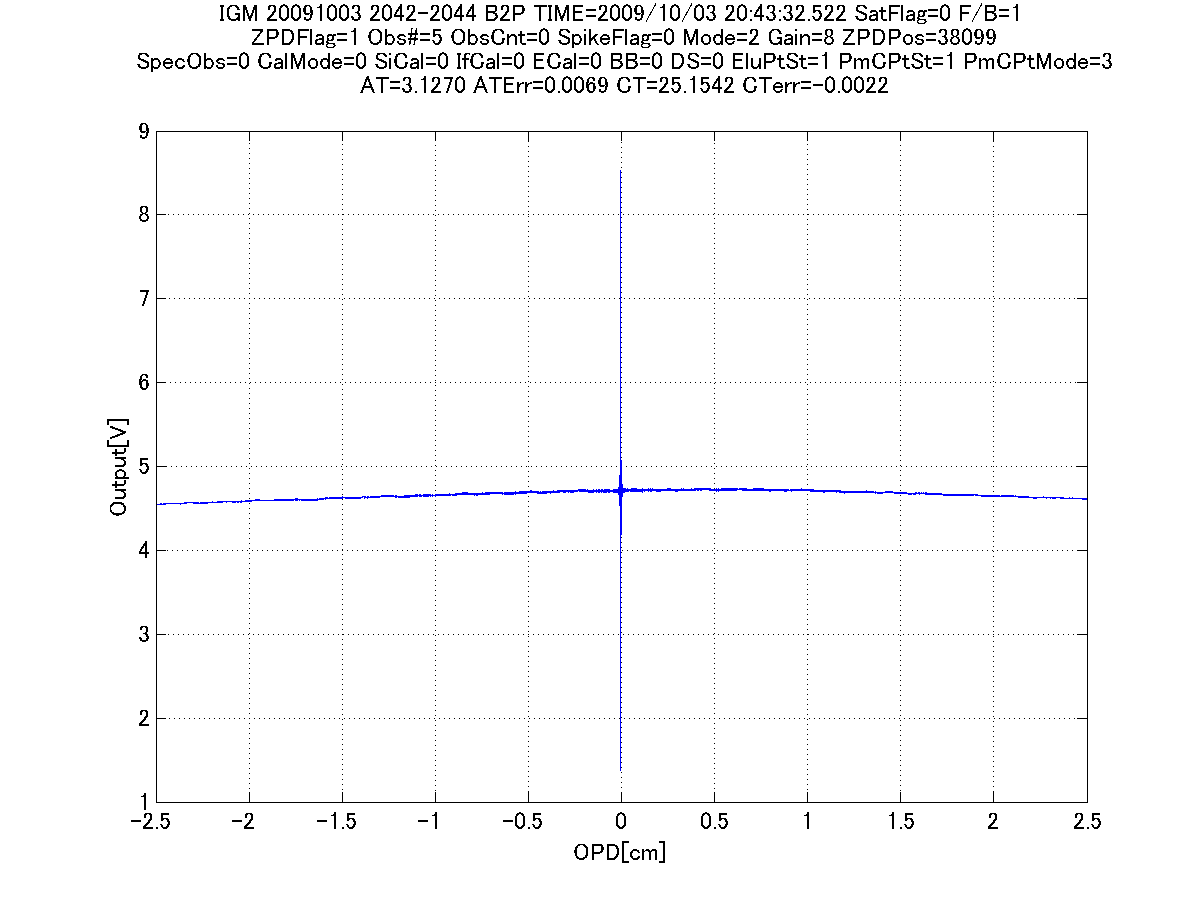 IGM 20091003 2042-2044 B2P TIME=2009/10/03 20:43:32.522 SatFlag=0 F/B=1
ZPDFlag=1 Obs#=5 ObsCnt=0 SpikeFlag=0 Mode=2 Gain=8 ZPDPos=38099
SpecObs=0 CalMode=0 SiCal=0 IfCal=0 ECal=0 BB=0 DS=0 EluPtSt=1 PmCPtSt=1 PmCPtMode=3
AT=3.1270 ATErr=0.0069 CT=25.1542 CTerr=-0.0022
9
8
7
6
5
4
3
2
1
Output[V]
-2.5 -2 -1.5 -1 -0.5 0 0.5 1 1.5 2 2.5
OPD[cm]